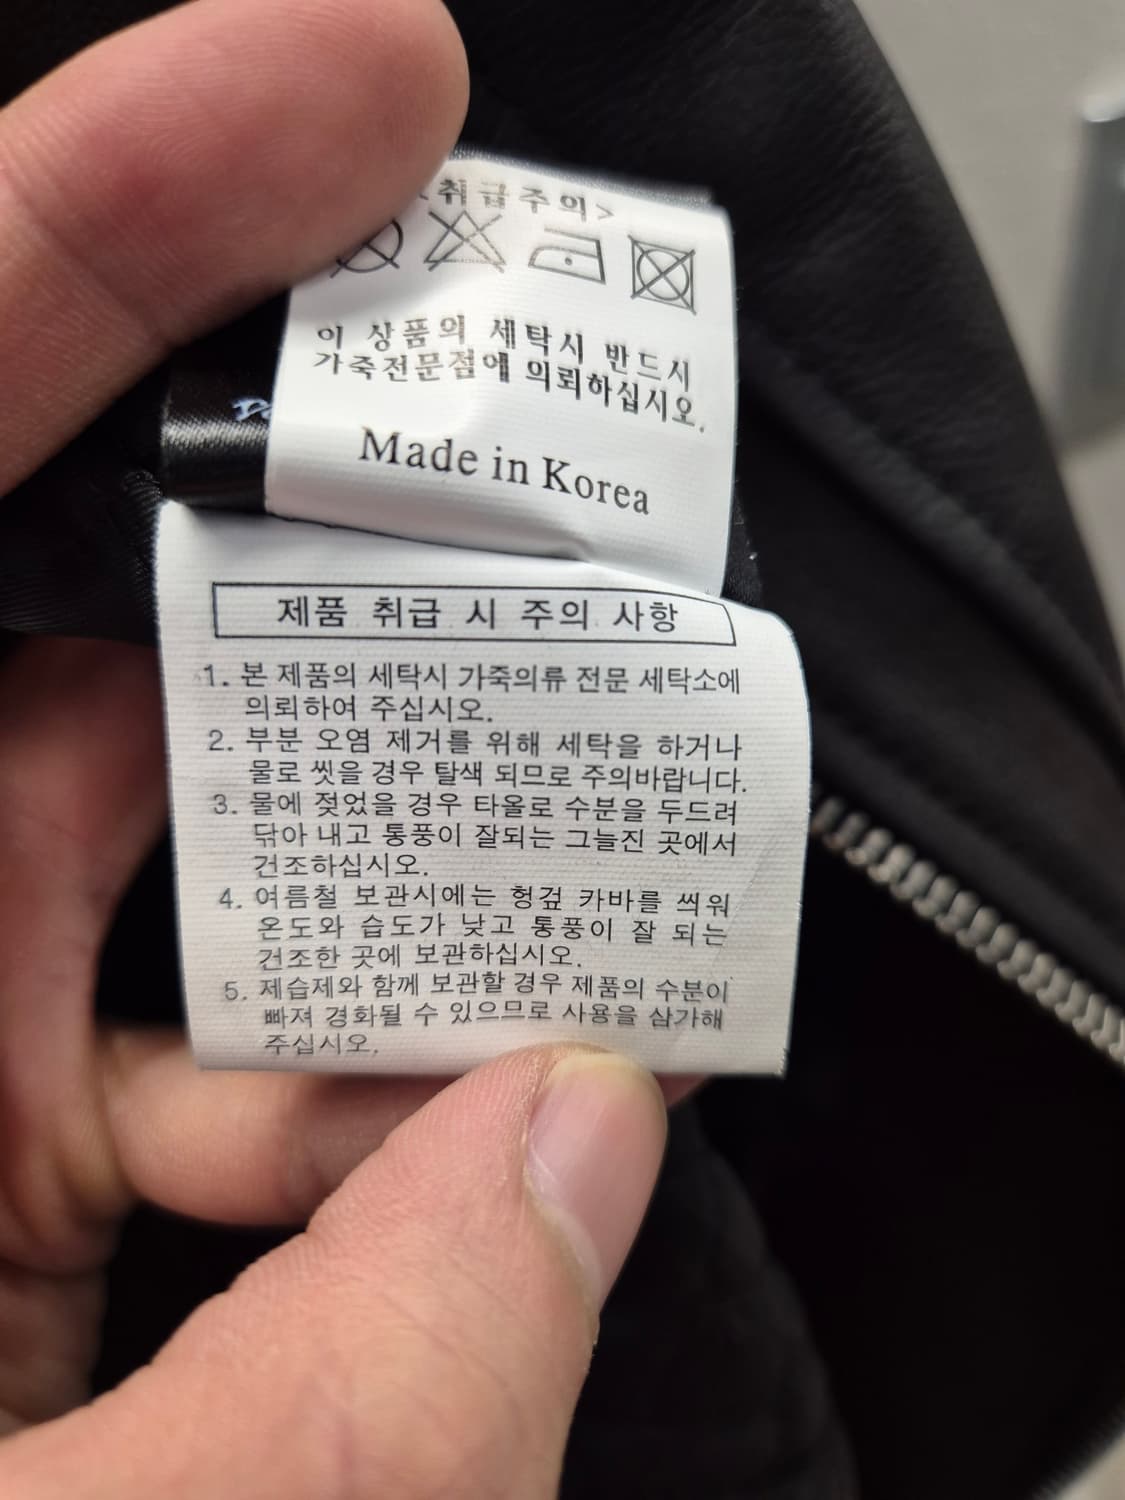 취급주의>
이 상품의 세탁시 반드시
가죽전문점에 의뢰하십시오.
Made in Korea
제품 취급 시 주의 사항
1. 본 제품의 세탁시 가죽의류 전문 세탁소에
의뢰하여 주십시오.
2. 부분 오염 제거를 위해 세탁을 하거나
물로 씻을 경우 탈색 되므로 주의바랍니다.
3. 물에 젖었을 경우 타올로 수분을 두드려
닦아 내고 통풍이 잘되는 그늘진 곳에서
건조하십시오.
4. 여름철 보관시에는 헝겊 카바를 씌워
온도와 습도가 낮고 통풍이 잘 되는
건조한 곳에 보관하십시오.
5. 제습제와 함께 보관할 경우 제품의 수분이
빠져 경화될 수 있으므로 사용을 삼가해
주십시오.